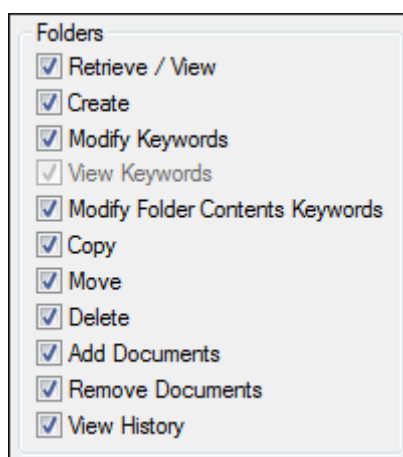 Folders
Retrieve / View
Create
Modify Keywords
View Keywords
Modify Folder Contents Keywords
Copy
Move
Delete
Add Documents
Remove Documents
View History